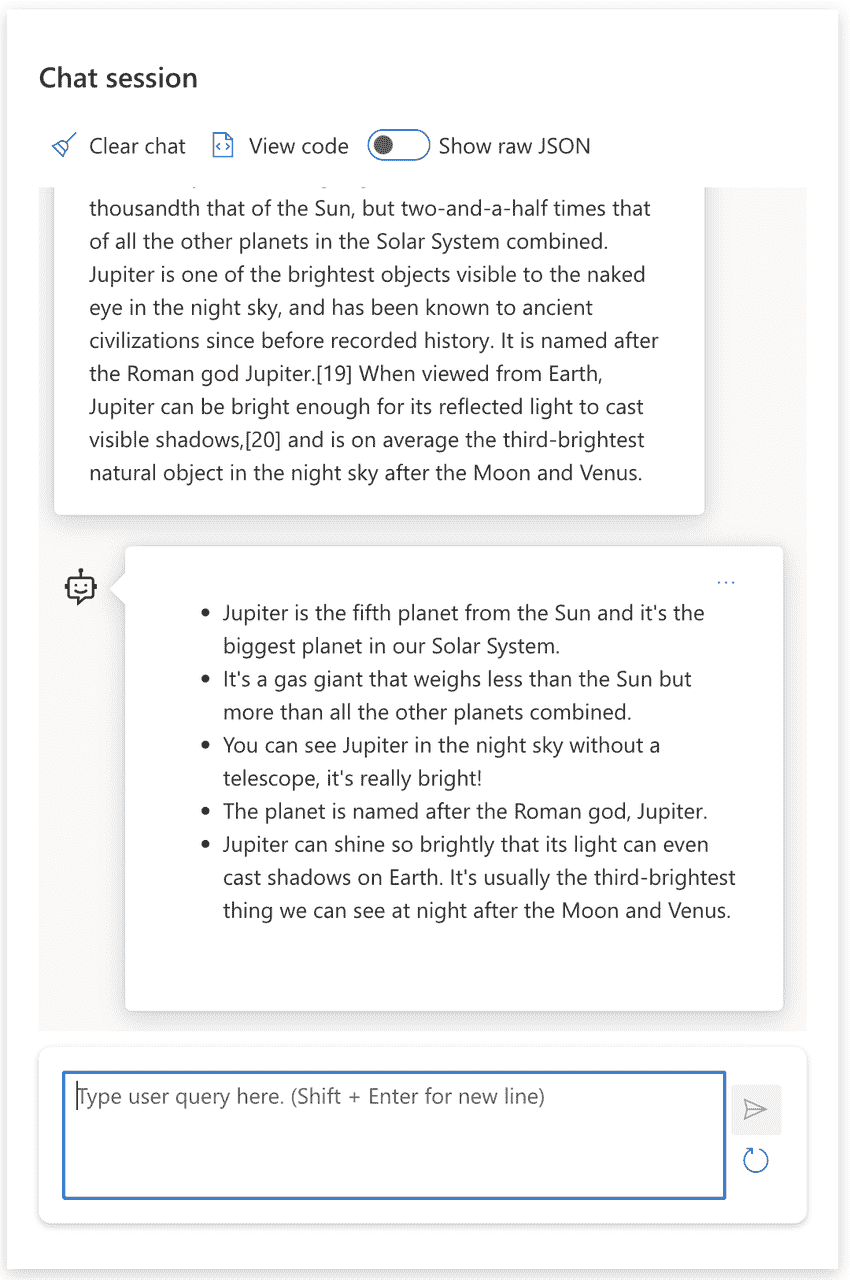 Chat session
Clear chat View code Show raw JSON
thousandth that of the Sun, but two-and-a-half times that
of all the other planets in the Solar System combined.
Jupiter is one of the brightest objects visible to the naked
eye in the night sky, and has been known to ancient
civilizations since before recorded history. It is named after
the Roman god Jupiter.[19] When viewed from Earth,
Jupiter can be bright enough for its reflected light to cast
visible shadows,[20] and is on average the third-brightest
natural object in the night sky after the Moon and Venus.
...
• Jupiter is the fifth planet from the Sun and it's the
biggest planet in our Solar System.
• It's a gas giant that weighs less than the Sun but
more than all the other planets combined.
• You can see Jupiter in the night sky without a
telescope, it's really bright!
• The planet is named after the Roman god, Jupiter.
• Jupiter can shine so brightly that its light can even
cast shadows on Earth. It's usually the third-brightest
thing we can see at night after the Moon and Venus.
Type user query here. (Shift + Enter for new line)